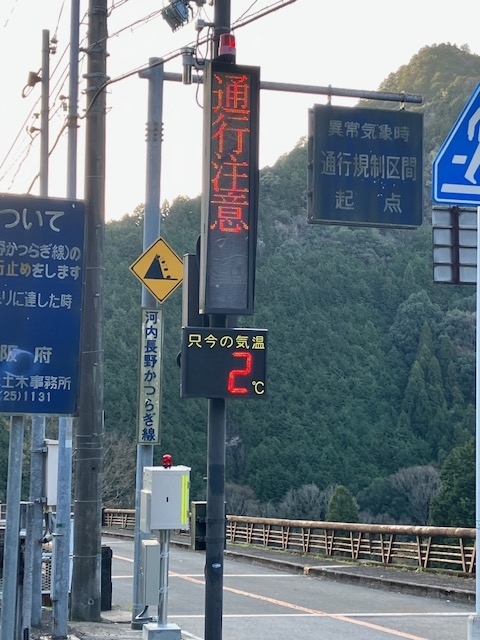 ついて
野かつらぎ線)の
行止めをします
に達した時
阪府
土木事務所
25)1131
河内長野かつらぎ線
通行注意
只今の気温
2℃
異常気象時
通行規制区間
起点